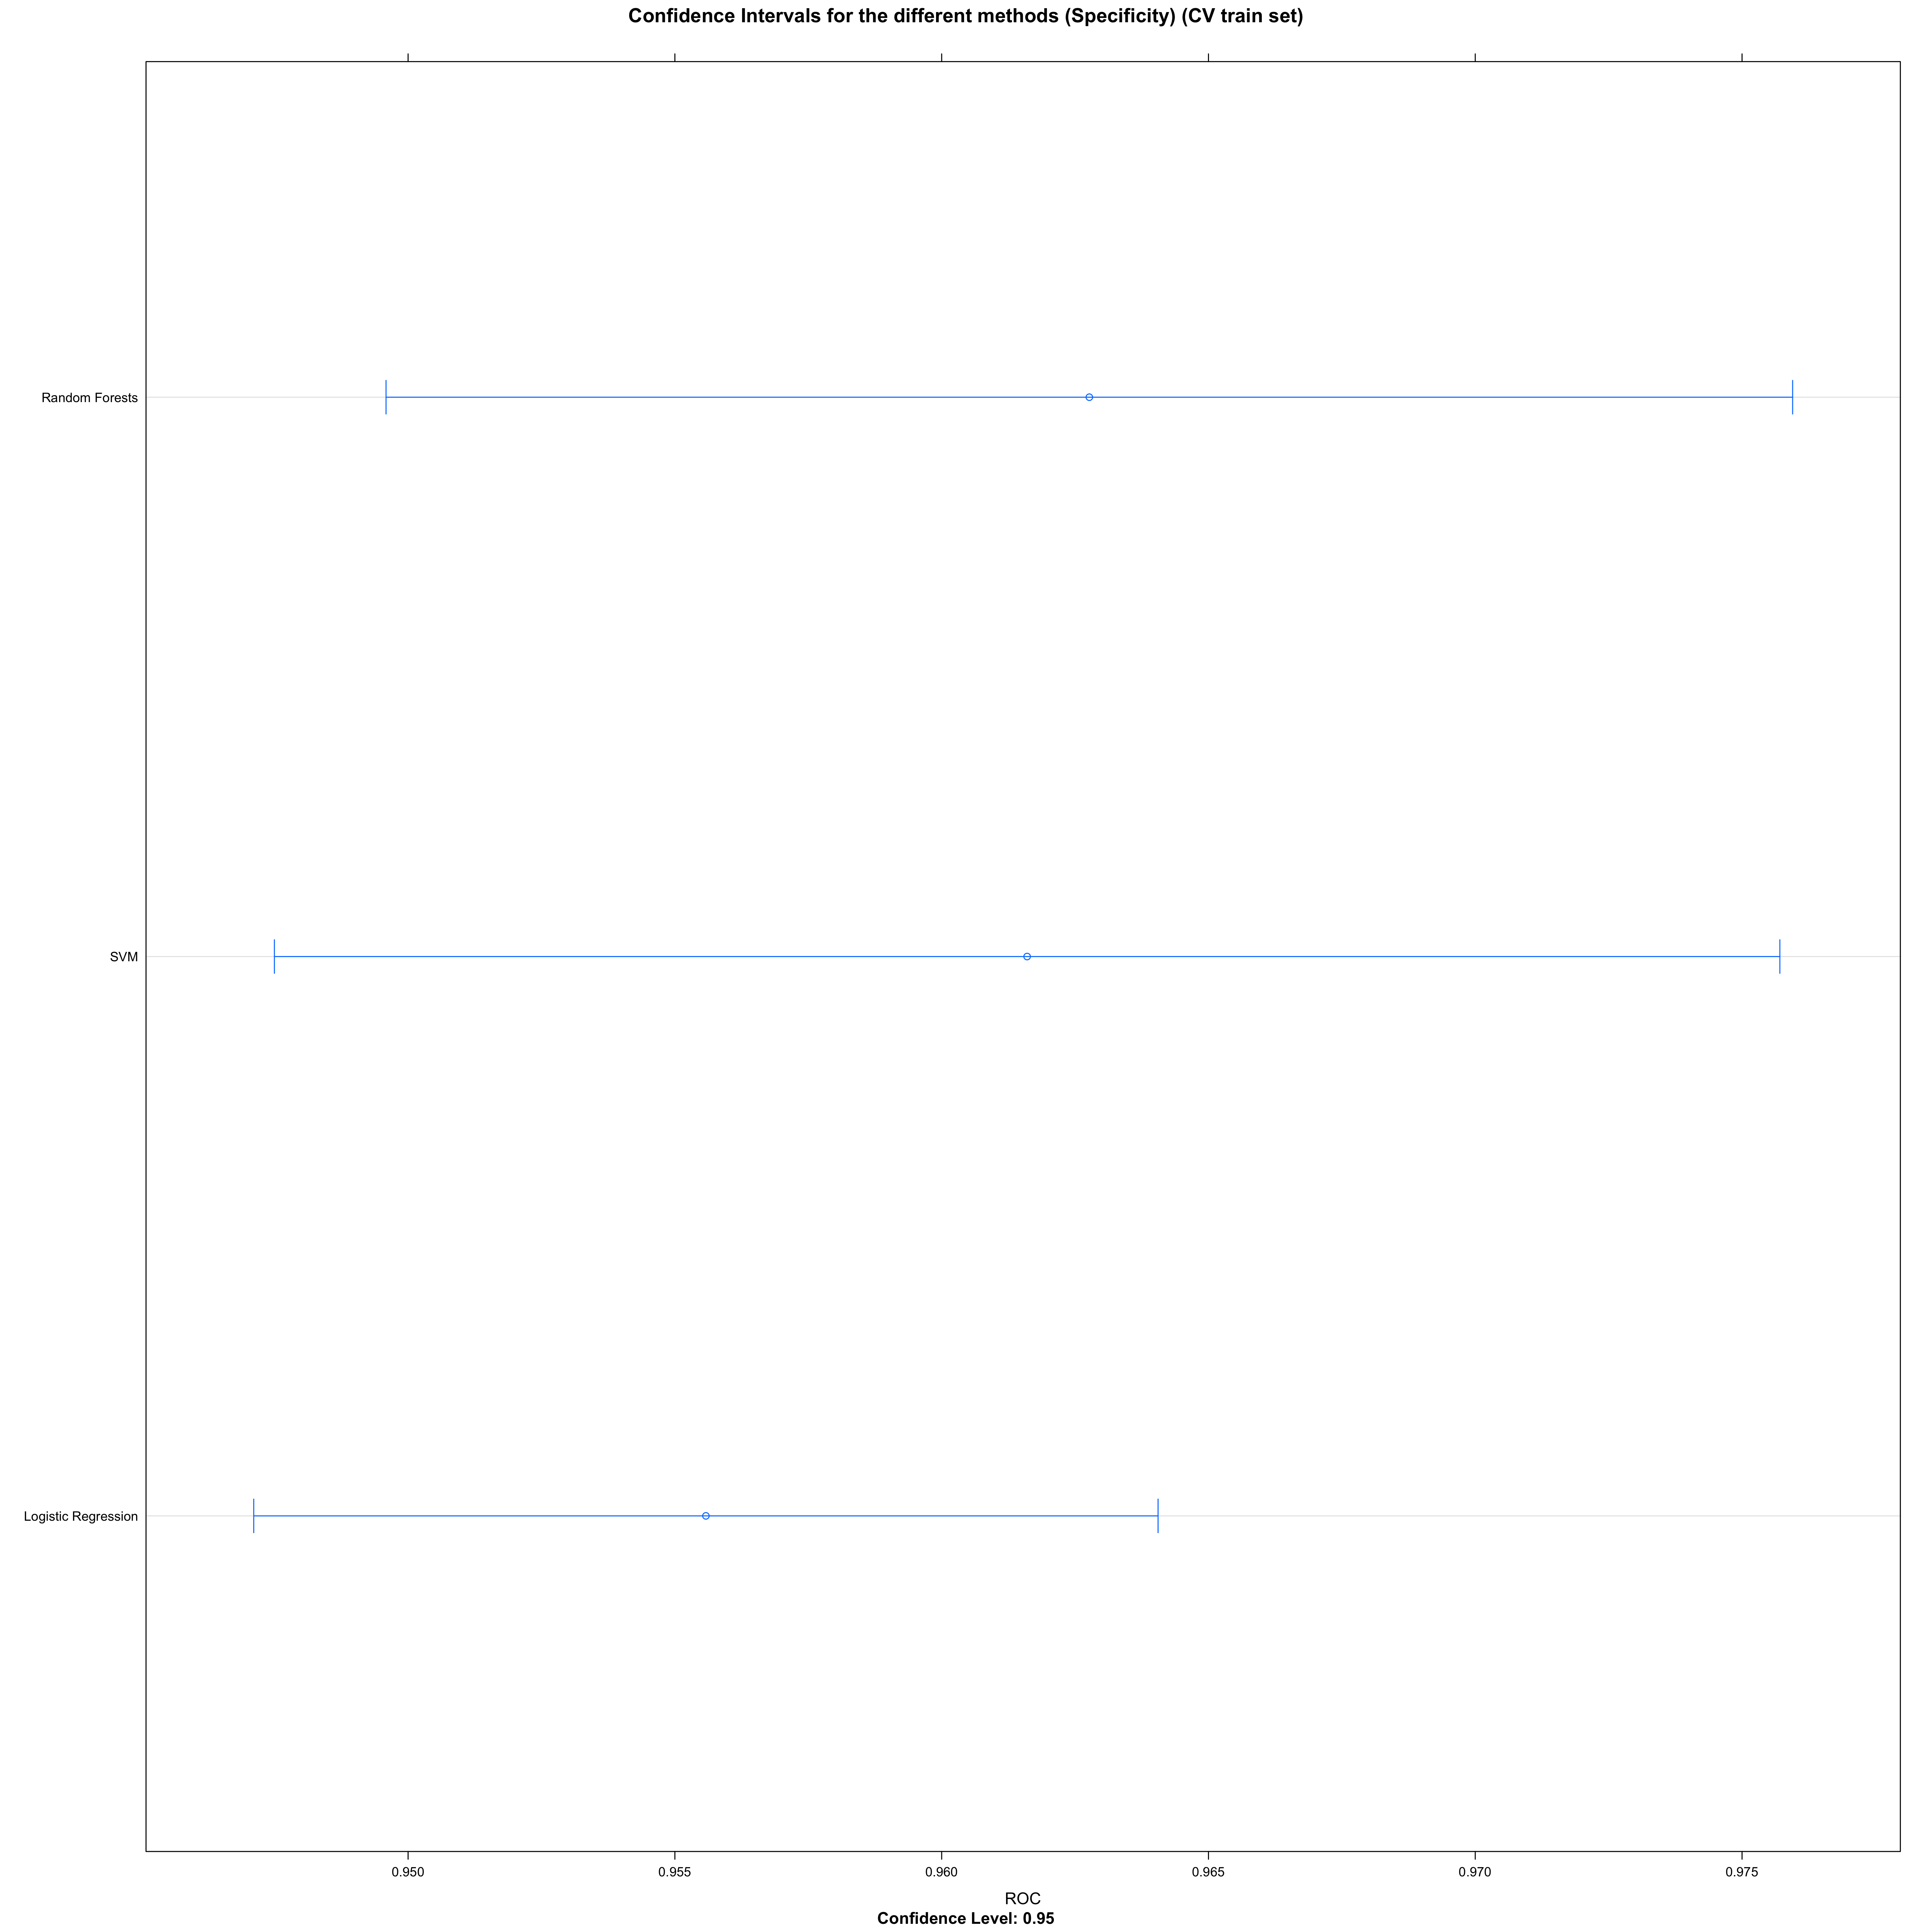 Confidence Intervals for the different methods (Specificity) (CV train set)
Random Forests
SVM
Logistic Regression
0.950 0.955 0.960 0.965 0.970 0.975
ROC
Confidence Level: 0.95